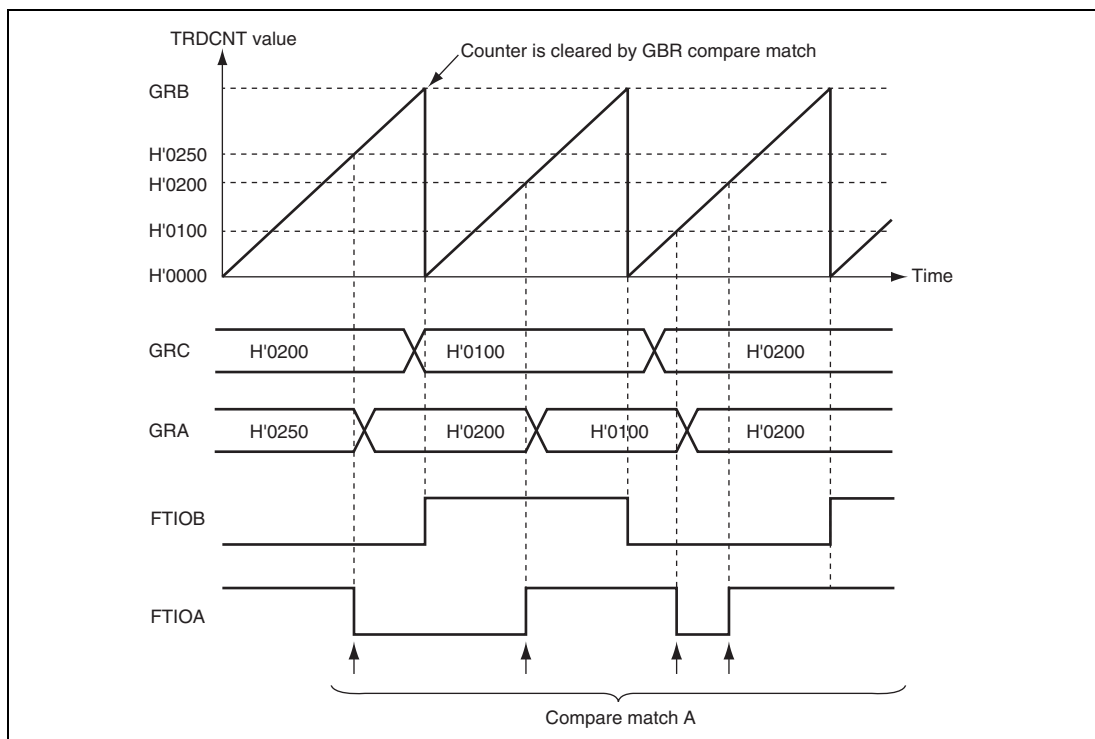 TRDCNT value
Counter is cleared by GBR compare match
GRB
H'0250
H'0200
H'0100
H'0000
Time
GRC H'0200 H'0100 H'0200
GRA H'0250 H'0200 H'0100 H'0200
FTIOB
FTIOA
Compare match A